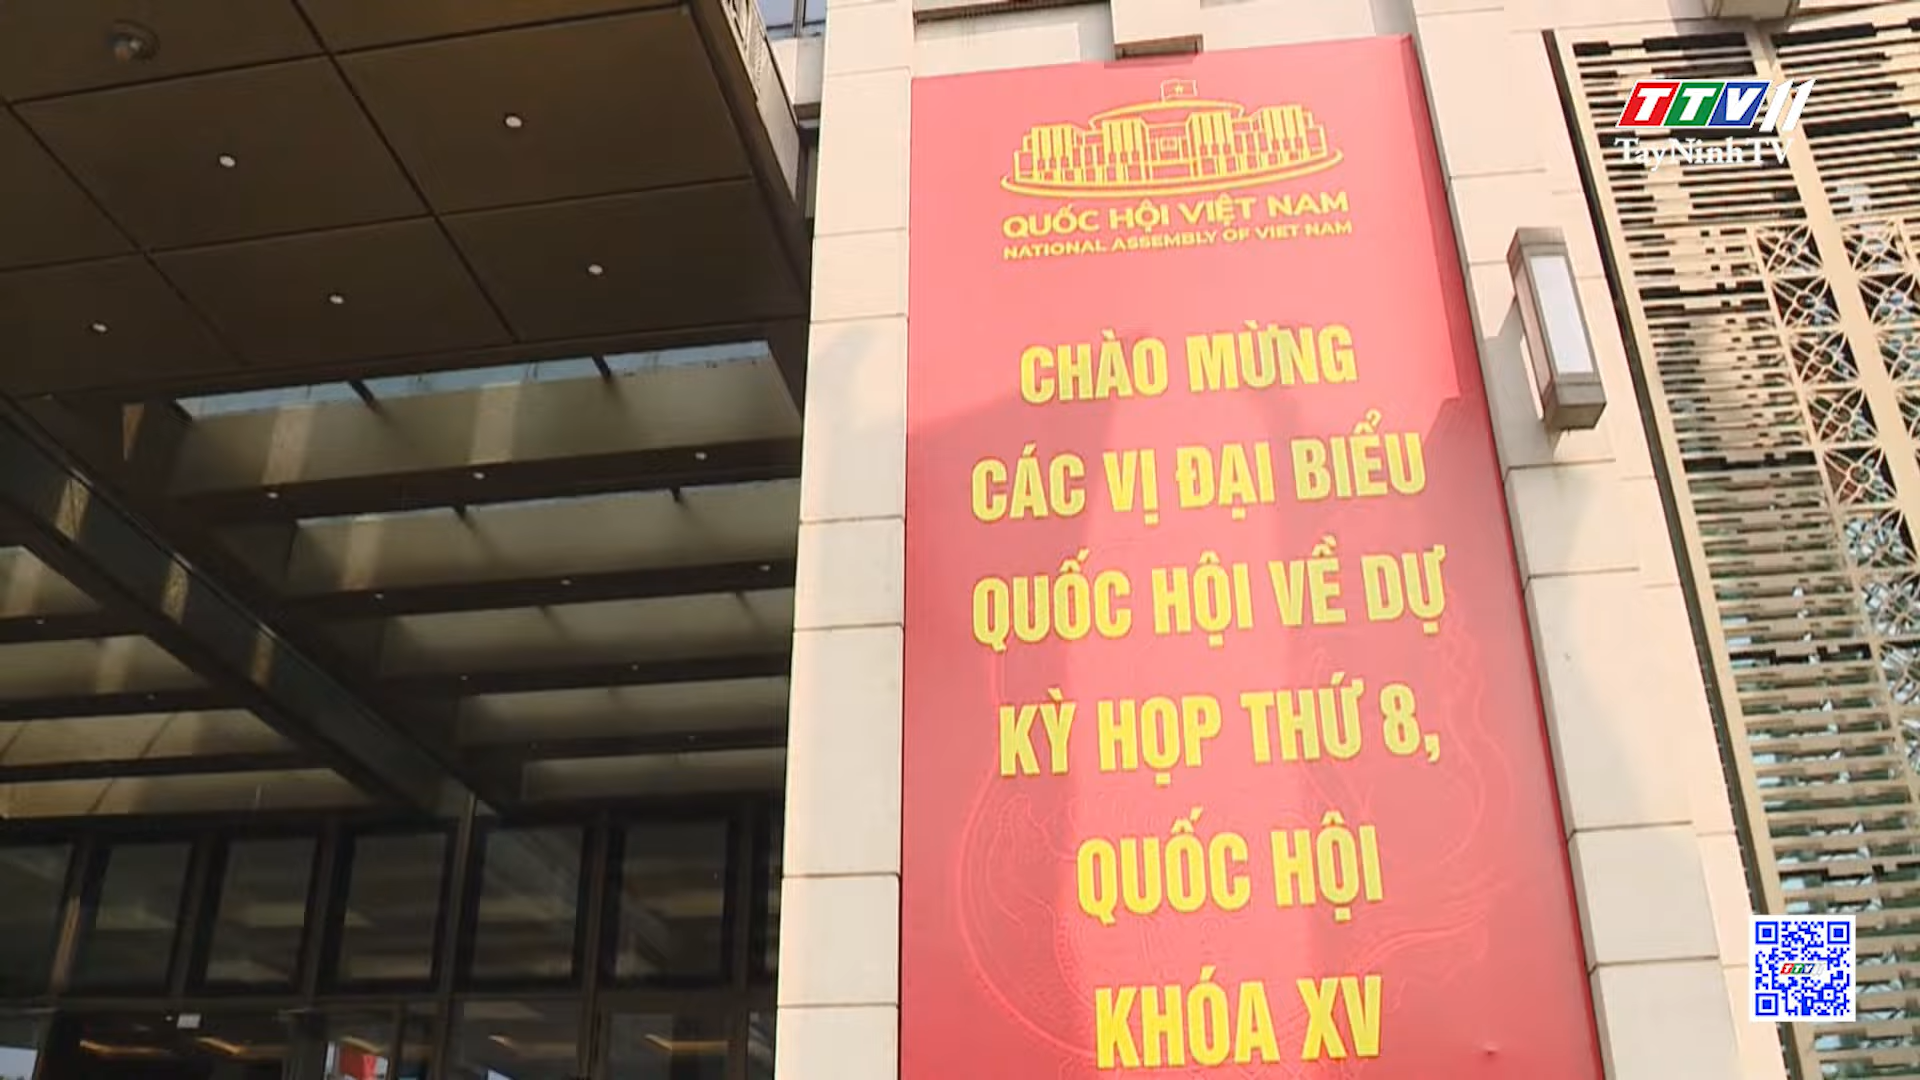 TTV11
TayNinhTV
QUỐC HỘI VIỆT NAM
NATIONAL ASSEMBLY OF VIET NAM
CHÀO MỪNG
CÁC VỊ ĐẠI BIỂU
QUỐC HỘI VỀ DỰ
KỲ HỌP THỨ 8,
QUỐC HỘI
KHÓA XV
TTV11